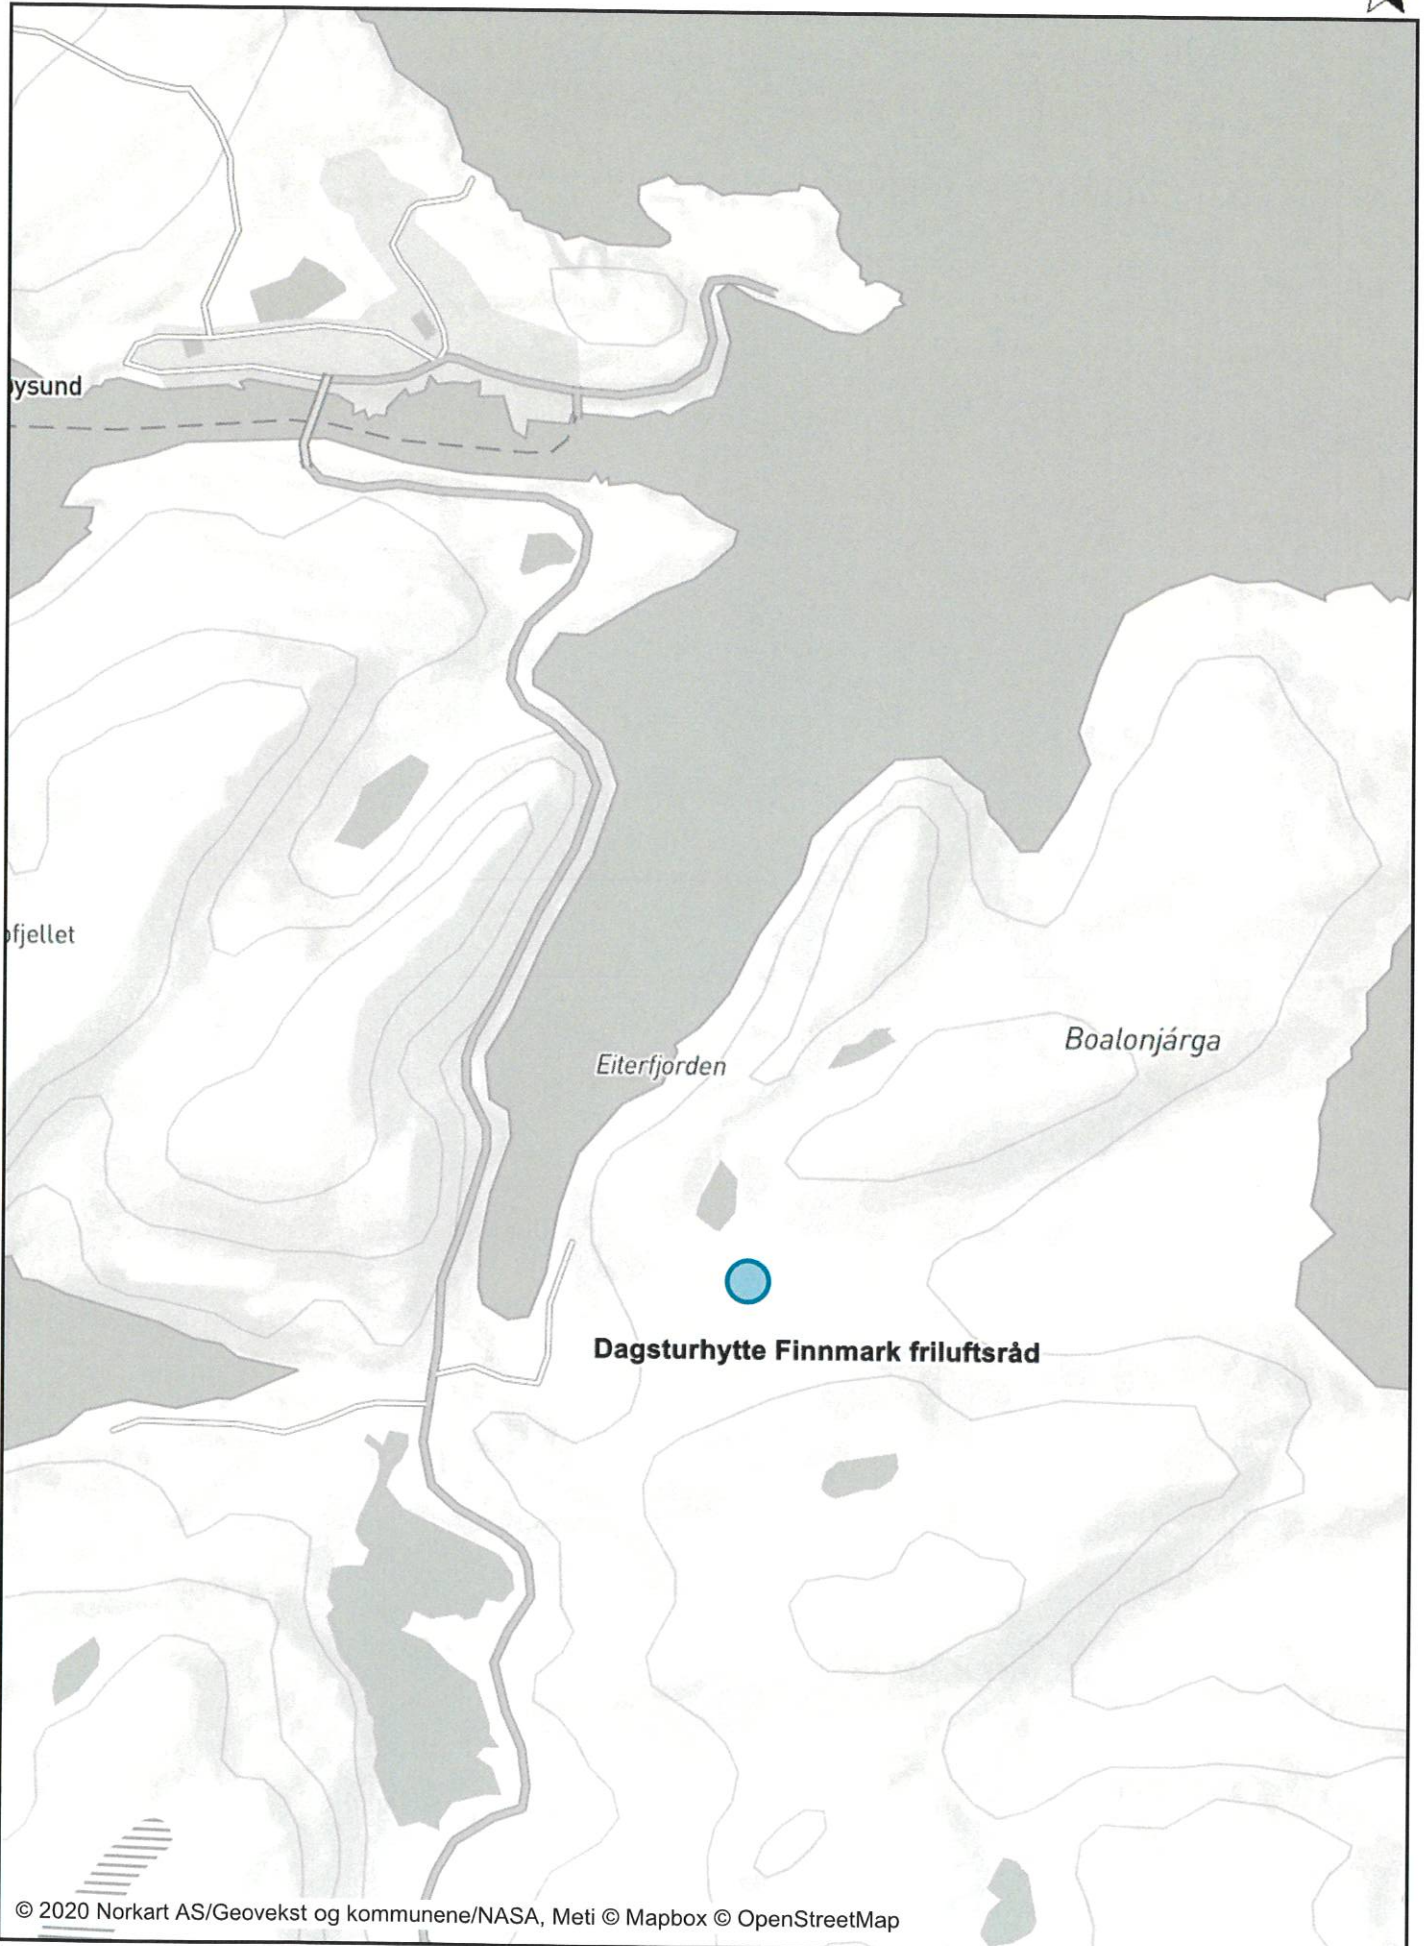 ysund
fjellet
Eiterfjorden
Boalonjárga
Dagsturhytte Finnmark friluftsråd
© 2020 Norkart AS/Geovekst og kommunene/NASA, Meti © Mapbox © OpenStreetMap